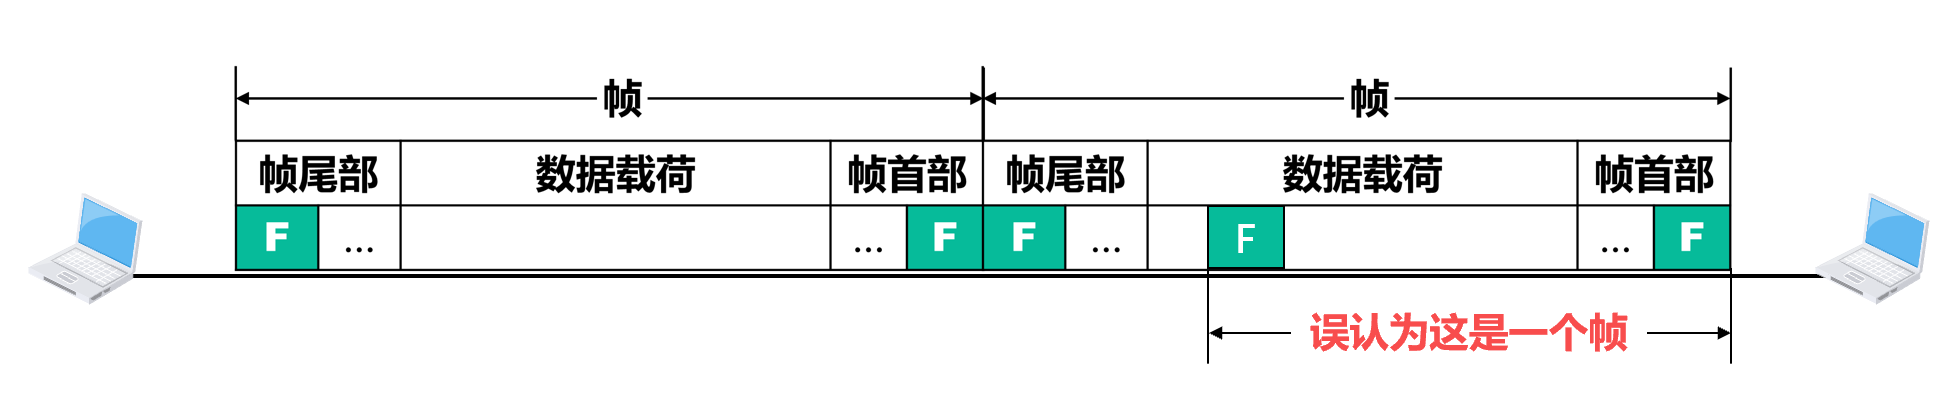 帧 帧
帧尾部 数据载荷 帧首部 帧尾部 数据载荷 帧首部
F ... ... F F ... F ... F
误认为这是一个帧